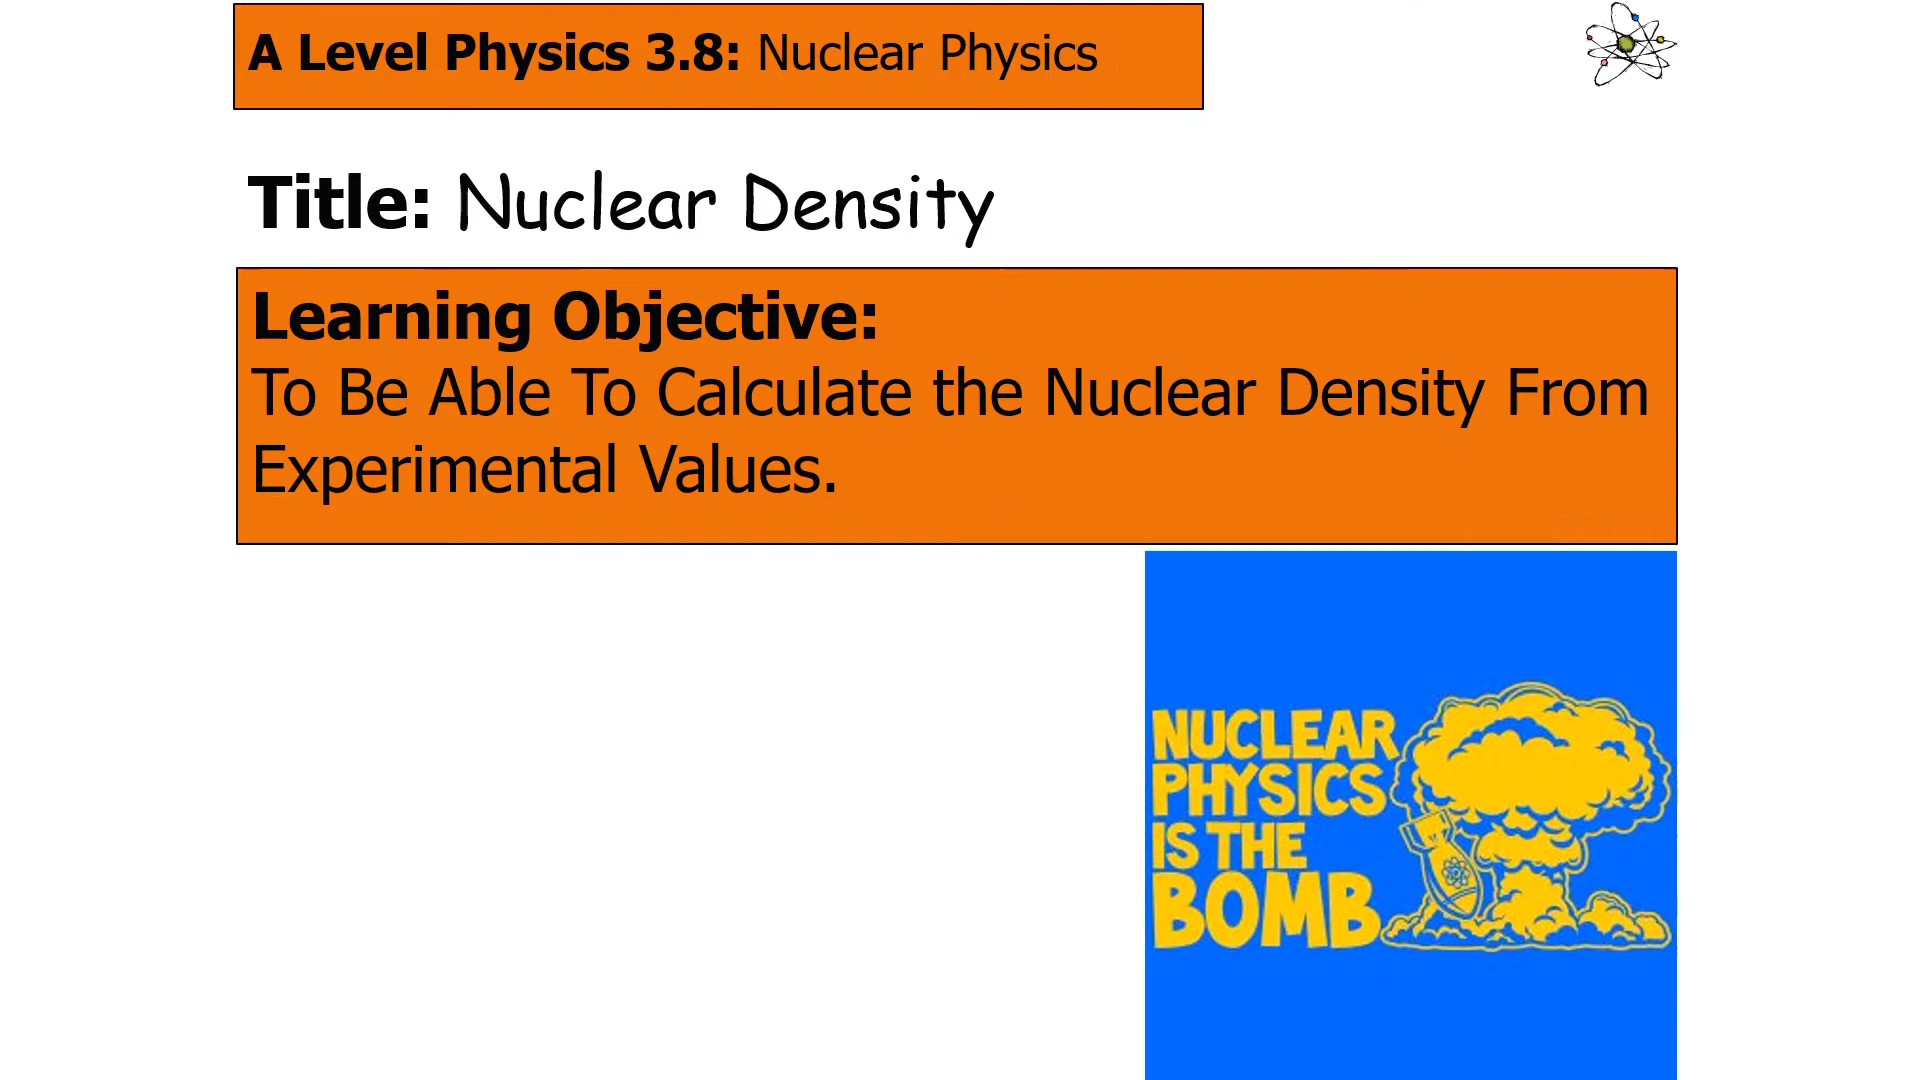 A Level Physics 3.8: Nuclear Physics
Title: Nuclear Density
Learning Objective:
To Be Able To Calculate the Nuclear Density From
Experimental Values.
NUCLEAR
PHYSICS
IS THE
BOMB